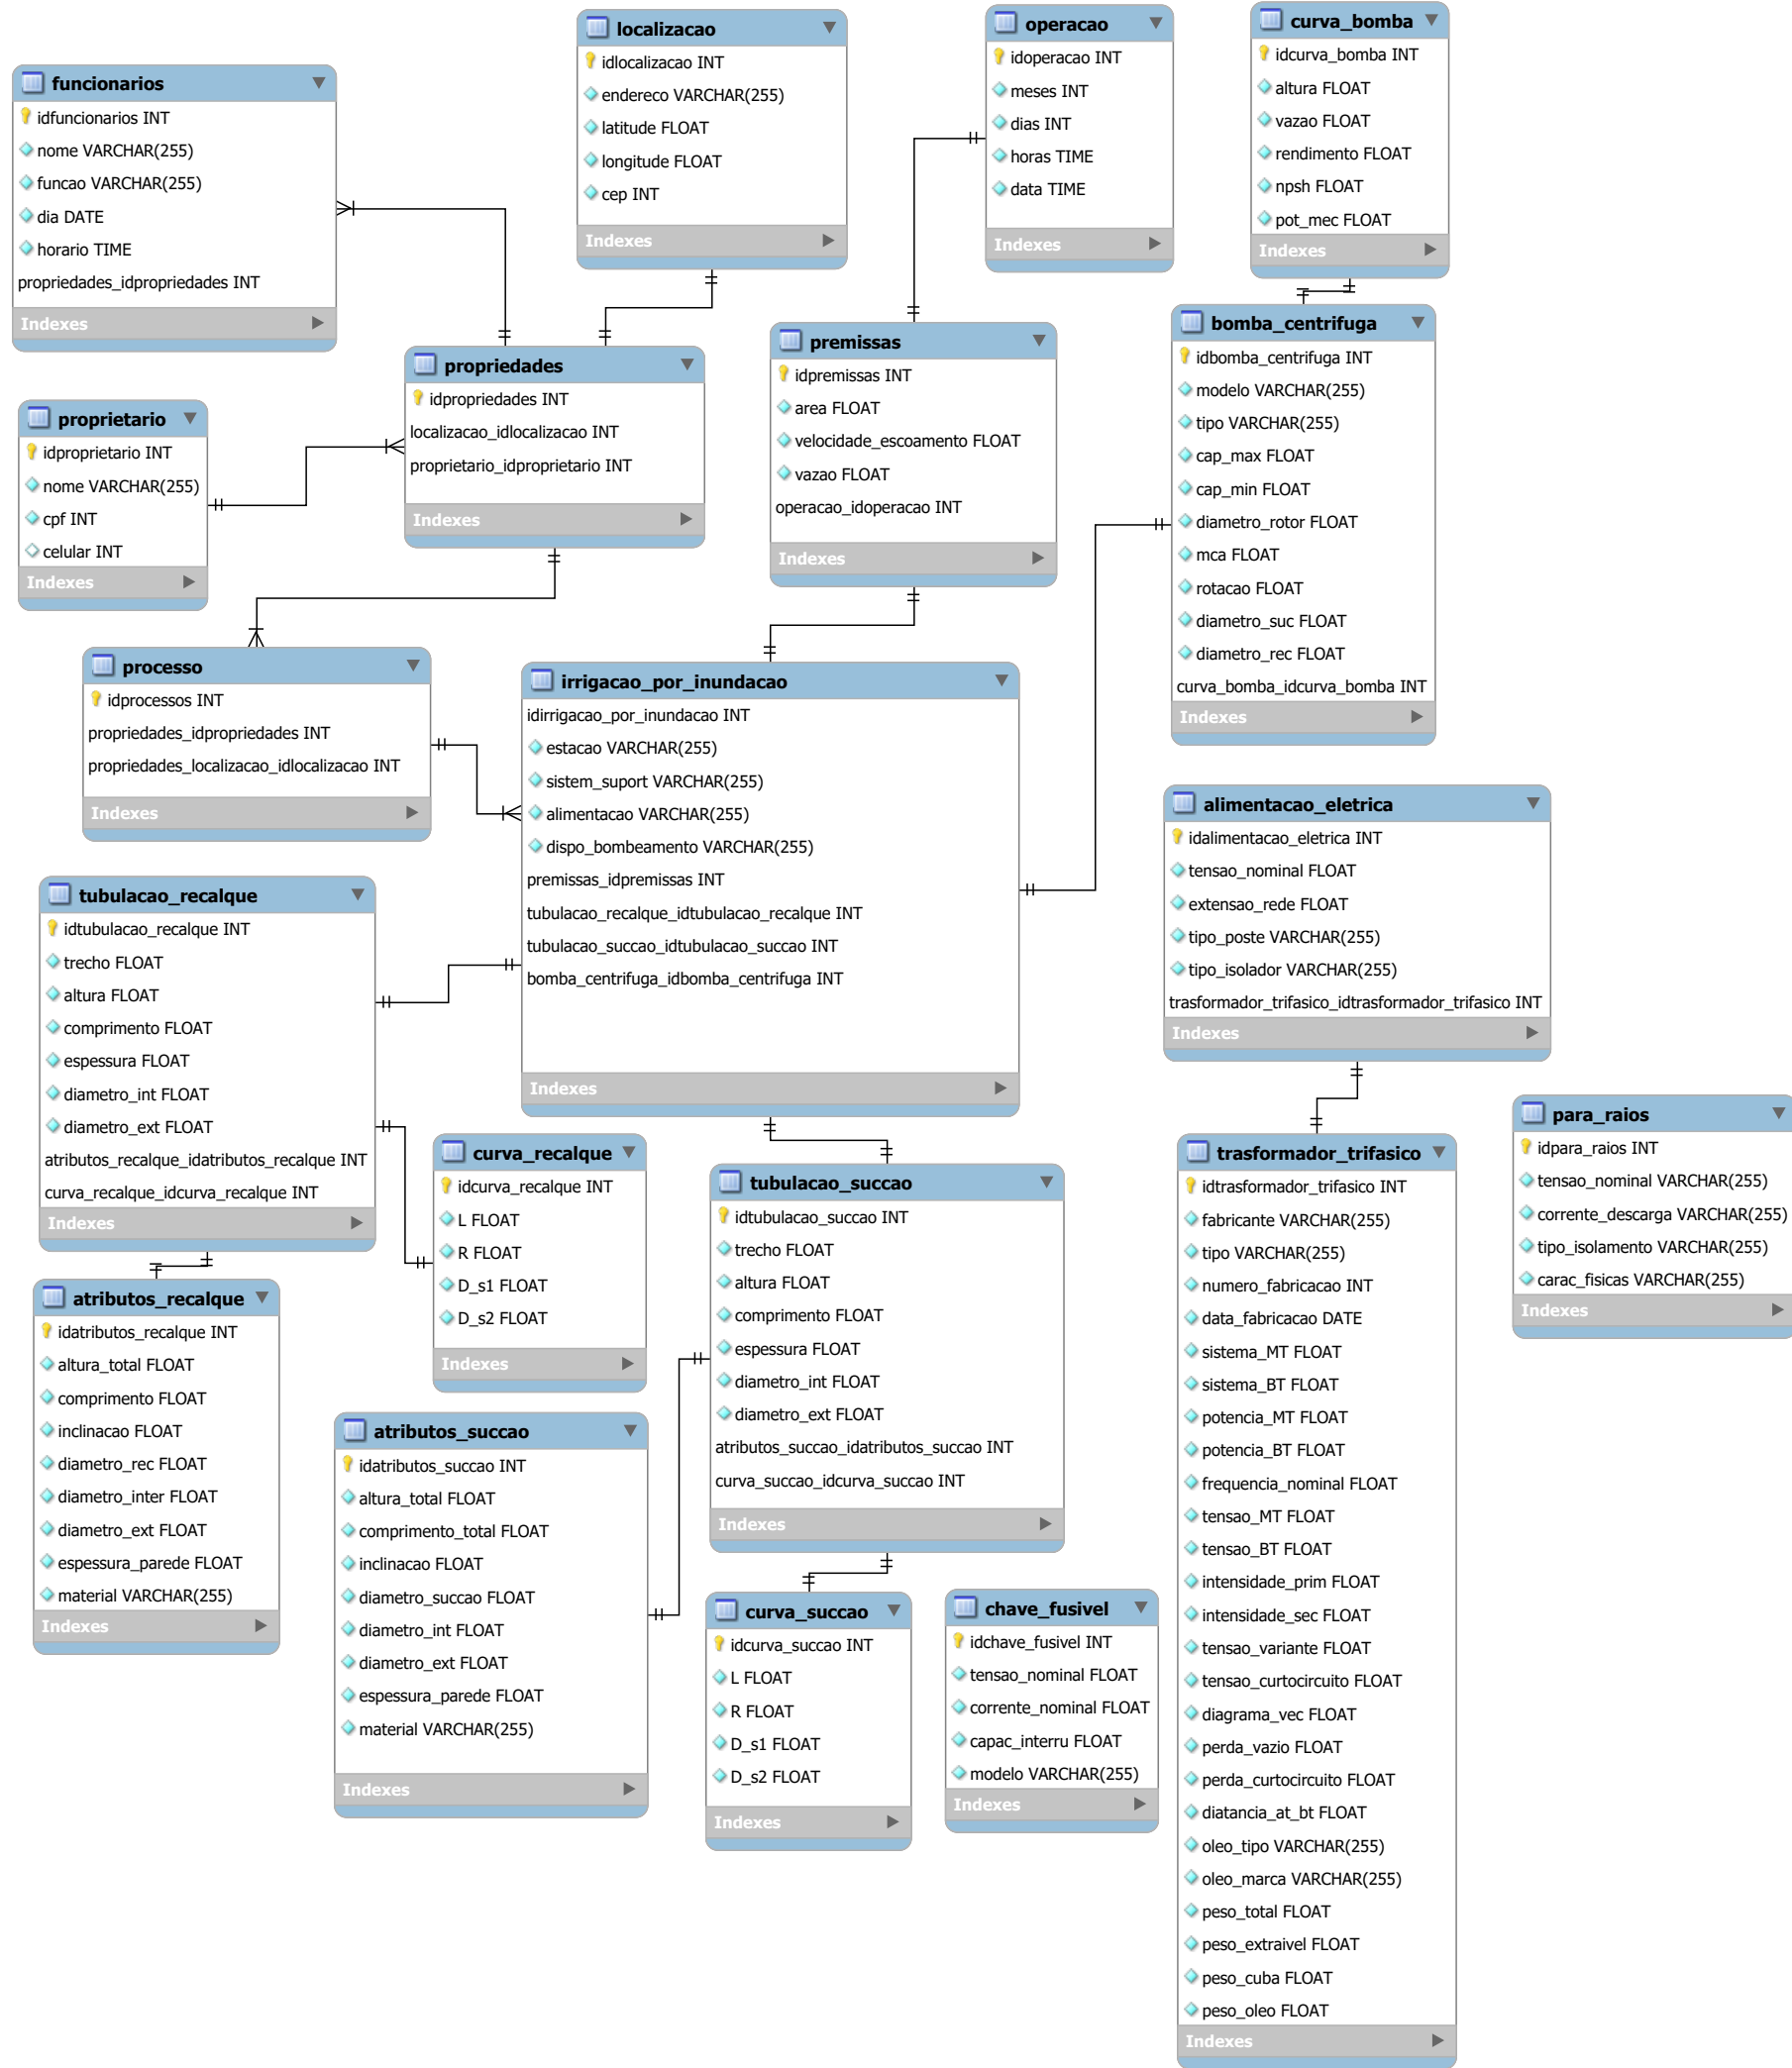 localizacao
idlocalizacao INT
endereco VARCHAR(255)
latitude FLOAT
longitude FLOAT
cep INT
Indexes
operacao
idoperacao INT
meses INT
dias INT
horas TIME
data TIME
Indexes
curva_bomba
idcurva_bomba INT
altura FLOAT
vazao FLOAT
rendimento FLOAT
npsh FLOAT
pot_mec FLOAT
Indexes
funcionarios
idfuncionarios INT
nome VARCHAR(255)
funcao VARCHAR(255)
dia DATE
horario TIME
propriedades_idpropriedades INT
Indexes
propriedades
idpropriedades INT
localizacao_idlocalizacao INT
proprietario_idproprietario INT
Indexes
premissas
idpremissas INT
area FLOAT
velocidade_escoamento FLOAT
vazao FLOAT
operacao_idoperacao INT
Indexes
bomba_centrifuga
idbomba_centrifuga INT
modelo VARCHAR(255)
tipo VARCHAR(255)
cap_max FLOAT
cap_min FLOAT
diametro_rotor FLOAT
mca FLOAT
rotacao FLOAT
diametro_suc FLOAT
diametro_rec FLOAT
curva_bomba_idcurva_bomba INT
Indexes
proprietario
idproprietario INT
nome VARCHAR(255)
cpf INT
celular INT
Indexes
processo
idprocessos INT
propriedades_idpropriedades INT
propriedades_localizacao_idlocalizacao INT
Indexes
irrigacao_por_inundacao
idirrigacao_por_inundacao INT
estacao VARCHAR(255)
sistem_suport VARCHAR(255)
alimentacao VARCHAR(255)
dispo_bombeamento VARCHAR(255)
premissas_idpremissas INT
tubulacao_recalque_idtubulacao_recalque INT
tubulacao_succao_idtubulacao_succao INT
bomba_centrifuga_idbomba_centrifuga INT
Indexes
alimentacao_eletrica
idalimentacao_eletrica INT
tensao_nominal FLOAT
extensao_rede FLOAT
tipo_poste VARCHAR(255)
tipo_isolador VARCHAR(255)
trasformador_trifasico_idtrasformador_trifasico INT
Indexes
tubulacao_recalque
idtubulacao_recalque INT
trecho FLOAT
altura FLOAT
comprimento FLOAT
espessura FLOAT
diametro_int FLOAT
diametro_ext FLOAT
atributos_recalque_idatributos_recalque INT
curva_recalque_idcurva_recalque INT
Indexes
para_raios
idpara_raios INT
tensao_nominal VARCHAR(255)
corrente_descarga VARCHAR(255)
tipo_isolamento VARCHAR(255)
carac_fisicas VARCHAR(255)
Indexes
curva_recalque
idcurva_recalque INT
L FLOAT
R FLOAT
D_s1 FLOAT
D_s2 FLOAT
Indexes
tubulacao_succao
idtubulacao_succao INT
trecho FLOAT
altura FLOAT
comprimento FLOAT
espessura FLOAT
diametro_int FLOAT
diametro_ext FLOAT
atributos_succao_idatributos_succao INT
curva_succao_idcurva_succao INT
Indexes
trasformador_trifasico
idtrasformador_trifasico INT
fabricante VARCHAR(255)
tipo VARCHAR(255)
numero_fabricacao INT
data_fabricacao DATE
sistema_MT FLOAT
sistema_BT FLOAT
potencia_MT FLOAT
potencia_BT FLOAT
frequencia_nominal FLOAT
tensao_MT FLOAT
tensao_BT FLOAT
intensidade_prim FLOAT
intensidade_sec FLOAT
tensao_variante FLOAT
tensao_curtocircuito FLOAT
diagrama_vec FLOAT
perda_vazio FLOAT
perda_curtocircuito FLOAT
diatancia_at_bt FLOAT
oleo_tipo VARCHAR(255)
oleo_marca VARCHAR(255)
peso_total FLOAT
peso_extraivel FLOAT
peso_cuba FLOAT
peso_oleo FLOAT
Indexes
atributos_recalque
idatributos_recalque INT
altura_total FLOAT
comprimento FLOAT
inclinacao FLOAT
diametro_rec FLOAT
diametro_inter FLOAT
diametro_ext FLOAT
espessura_parede FLOAT
material VARCHAR(255)
Indexes
atributos_succao
idatributos_succao INT
altura_total FLOAT
comprimento_total FLOAT
inclinacao FLOAT
diametro_succao FLOAT
diametro_int FLOAT
diametro_ext FLOAT
espessura_parede FLOAT
material VARCHAR(255)
Indexes
curva_succao
idcurva_succao INT
L FLOAT
R FLOAT
D_s1 FLOAT
D_s2 FLOAT
Indexes
chave_fusivel
idchave_fusivel INT
tensao_nominal FLOAT
corrente_nominal FLOAT
capac_interru FLOAT
modelo VARCHAR(255)
Indexes